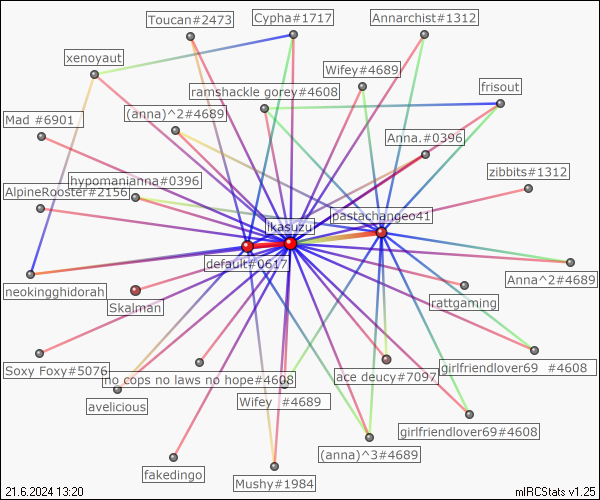 Toucan#2473
Cypha#1717
Annarchist#1312
xenoyaut
Wifey#4689
ramshackle gorey#4608
frisout
Mad #6901
(anna)^2#4689
Anna.#0396
zibbits#1312
hypomanianna#0396
AlpineRooster#2156
pastachangeo41
ikasuzu
default#0617
Anna^2#4689
neokingghidorah
rattgaming
Skalman
girlfriendlover69 #4608
Soxy Foxy#5076
no cops no laws no hope#4608
ace deucy#7097
avelicious
Wifey #4689
girlfriendlover69#4608
(anna)^3#4689
fakedingo
Mushy#1984
21.6.2024 13:20
mIRCStats v1.25